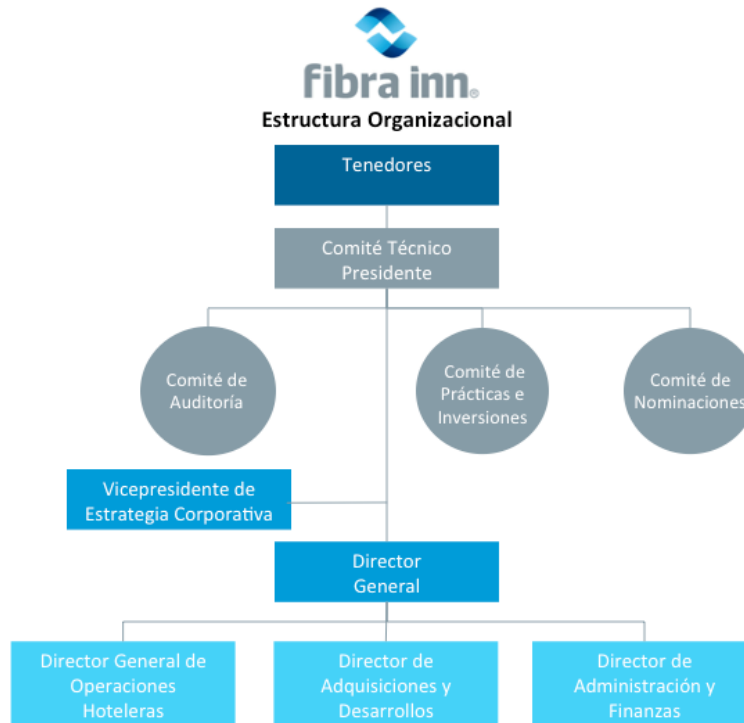 fibra inn®
Estructura Organizacional
Tenedores
Comité Técnico
Presidente
Comité de
Auditoría
Comité de
Prácticas e
Inversiones
Comité de
Nominaciones
Vicepresidente de
Estrategia Corporativa
Director
General
Director General de
Operaciones
Hoteleras
Director de
Adquisiciones y
Desarrollos
Director de
Administración y
Finanzas